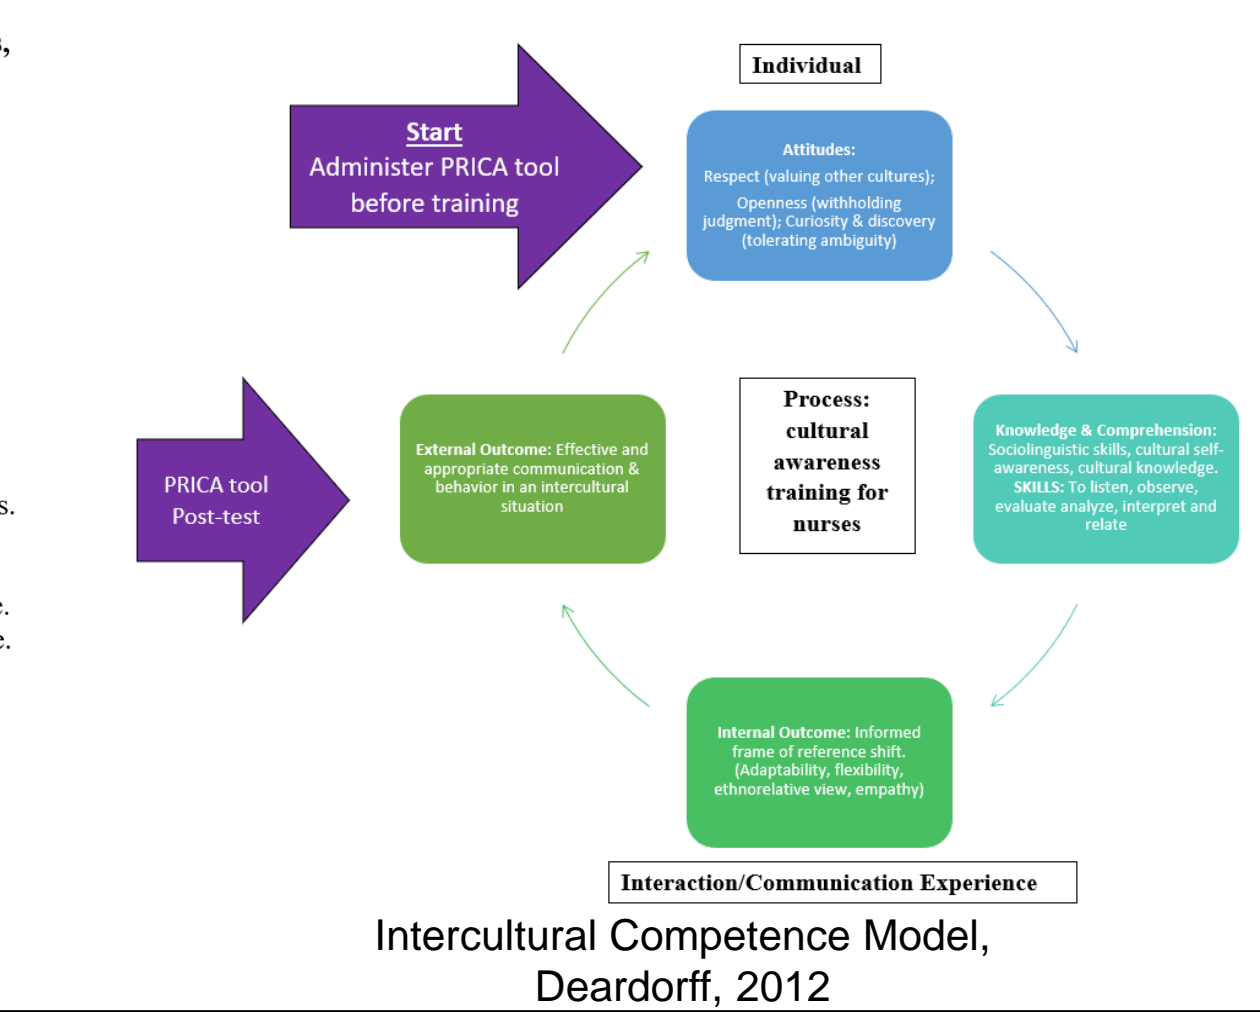 s,
Individual
Start
Administer PRICA tool
before training
Attitudes:
Respect (valuing other cultures);
Openness (withholding
judgment); Curiosity & discovery
(tolerating ambiguity)
Process:
cultural
awareness
training for
nurses
Knowledge & Comprehension:
Sociolinguistic skills, cultural self-
awareness, cultural knowledge.
SKILLS: To listen, observe,
evaluate analyze, interpret and
relate
External Outcome: Effective and
appropriate communication &
behavior in an intercultural
situation
PRICA tool
Post-test
s.
e.
e.
Internal Outcome: Informed
frame of reference shift.
(Adaptability, flexibility,
ethnorelative view, empathy)
Interaction/Communication Experience
Intercultural Competence Model,
Deardorff, 2012